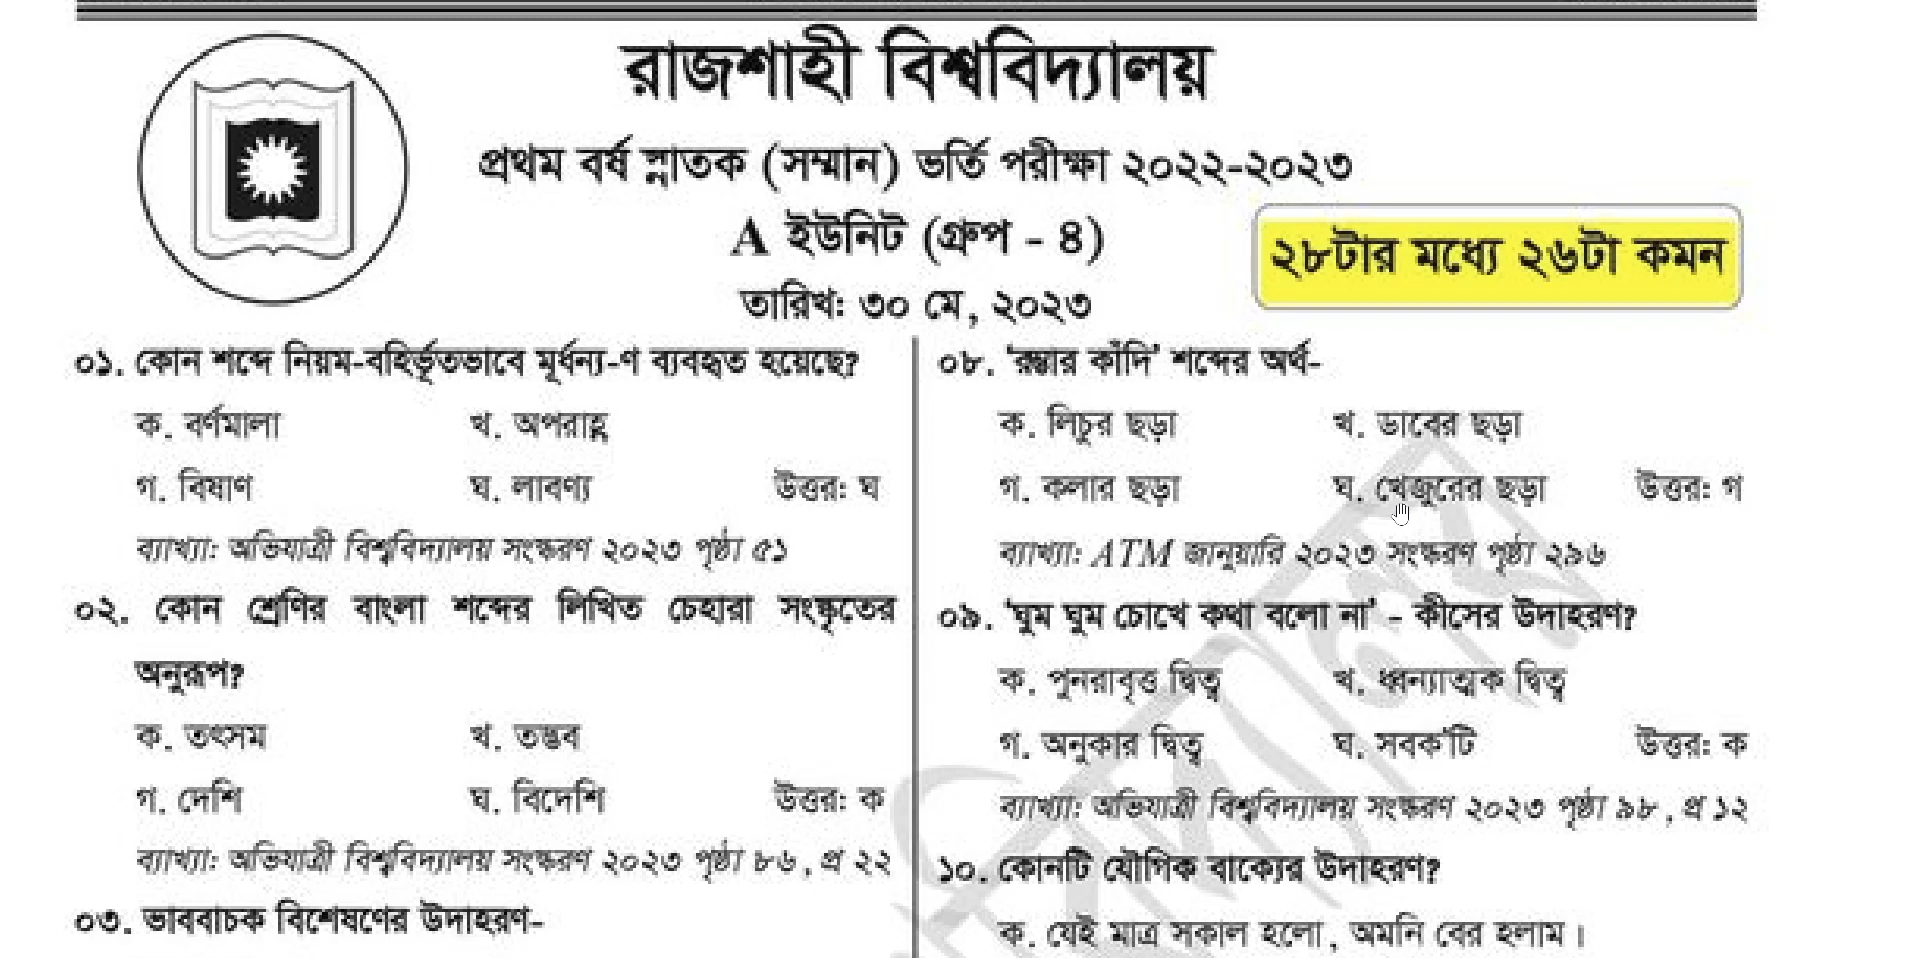 রাজশাহী বিশ্ববিদ্যালয়
প্রথম বর্ষ স্নাতক (সম্মান) ভর্তি পরীক্ষা ২০২২-২০২৩
A ইউনিট (গ্রুপ - ৪)
২৮টার মধ্যে ২৬টা কমন
তারিখঃ ৩০ মে, ২০২৩
০১. কোন শব্দে নিয়ম-বহির্ভূতভাবে মূর্ধন্য-ণ ব্যবহৃত হয়েছে?
ক. বর্ণমালা খ. অপরাহ্ণ
গ. বিষাণ ঘ. লাবণ্য উত্তরঃ ঘ
ব্যাখ্যা: অভিযাত্রী বিশ্ববিদ্যালয় সংস্করণ ২০২৩ পৃষ্ঠা ৫১
০২. কোন শ্রেণির বাংলা শব্দের লিখিত চেহারা সংস্কৃতের
অনুরূপ?
ক. তৎসম খ. তদ্ভব
গ. দেশি ঘ. বিদেশি উত্তরঃ ক
ব্যাখ্যা: অভিযাত্রী বিশ্ববিদ্যালয় সংস্করণ ২০২৩ পৃষ্ঠা ৮৬, প্র ২২
০৩. ভাববাচক বিশেষণের উদাহরণ-
০৮. ‘রম্ভার কাঁদি’ শব্দের অর্থ-
ক. লিচুর ছড়া খ. ডাবের ছড়া
গ. কলার ছড়া ঘ. খেজুরের ছড়া উত্তরঃ গ
ব্যাখ্যা: ATM জানুয়ারি ২০২৩ সংস্করণ পৃষ্ঠা ২৯৬
০৯. ‘ঘুম ঘুম চোখে কথা বলো না’ - কীসের উদাহরণ?
ক. পুনরাবৃত্ত দ্বিত্ব খ. ধ্বন্যাত্মক দ্বিত্ব
গ. অনুকার দ্বিত্ব ঘ. সবক'টি উত্তরঃ ক
ব্যাখ্যা: অভিযাত্রী বিশ্ববিদ্যালয় সংস্করণ ২০২৩ পৃষ্ঠা ৯৮, প্র ১২
১০. কোনটি যৌগিক বাক্যের উদাহরণ?
ক. যেই মাত্র সকাল হলো, অমনি বের হলাম।